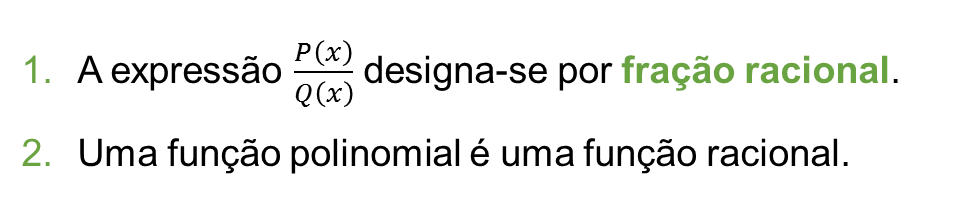 1. A expressão P(x)/Q(x) designa-se por fração racional.
2. Uma função polinomial é uma função racional.